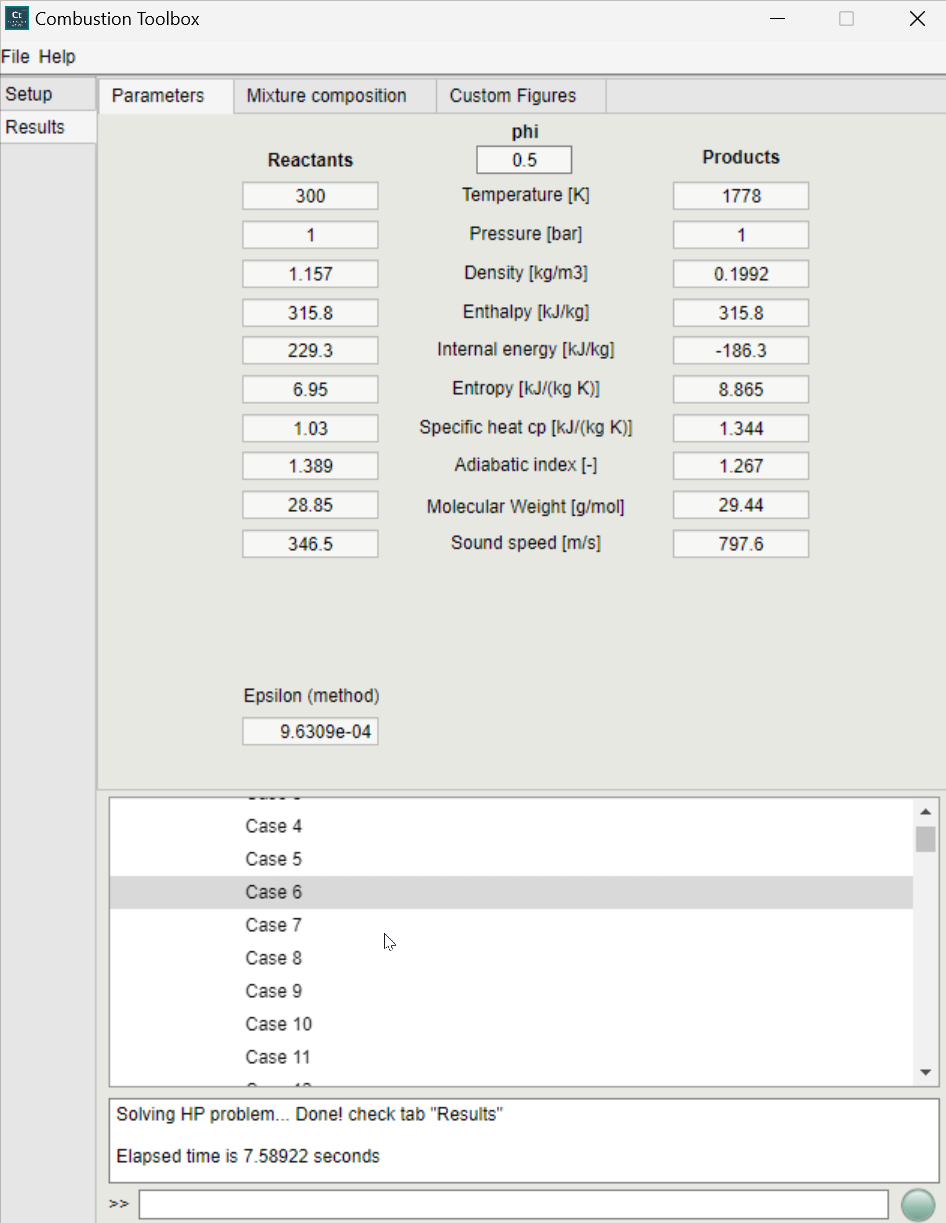 Ct
Combustion Toolbox
File Help
Setup
Results
Parameters Mixture composition Custom Figures
phi
Reactants 0.5 Products
300 Temperature [K] 1778
1 Pressure [bar] 1
1.157 Density [kg/m3] 0.1992
315.8 Enthalpy [kJ/kg] 315.8
229.3 Internal energy [kJ/kg] -186.3
6.95 Entropy [kJ/(kg K)] 8.865
1.03 Specific heat cp [kJ/(kg K)] 1.344
1.389 Adiabatic index [-] 1.267
28.85 Molecular Weight [g/mol] 29.44
346.5 Sound speed [m/s] 797.6
Epsilon (method)
9.6309e-04
Case 4
Case 5
Case 6
Case 7
Case 8
Case 9
Case 10
Case 11
Solving HP problem... Done! check tab "Results"
Elapsed time is 7.58922 seconds
>>